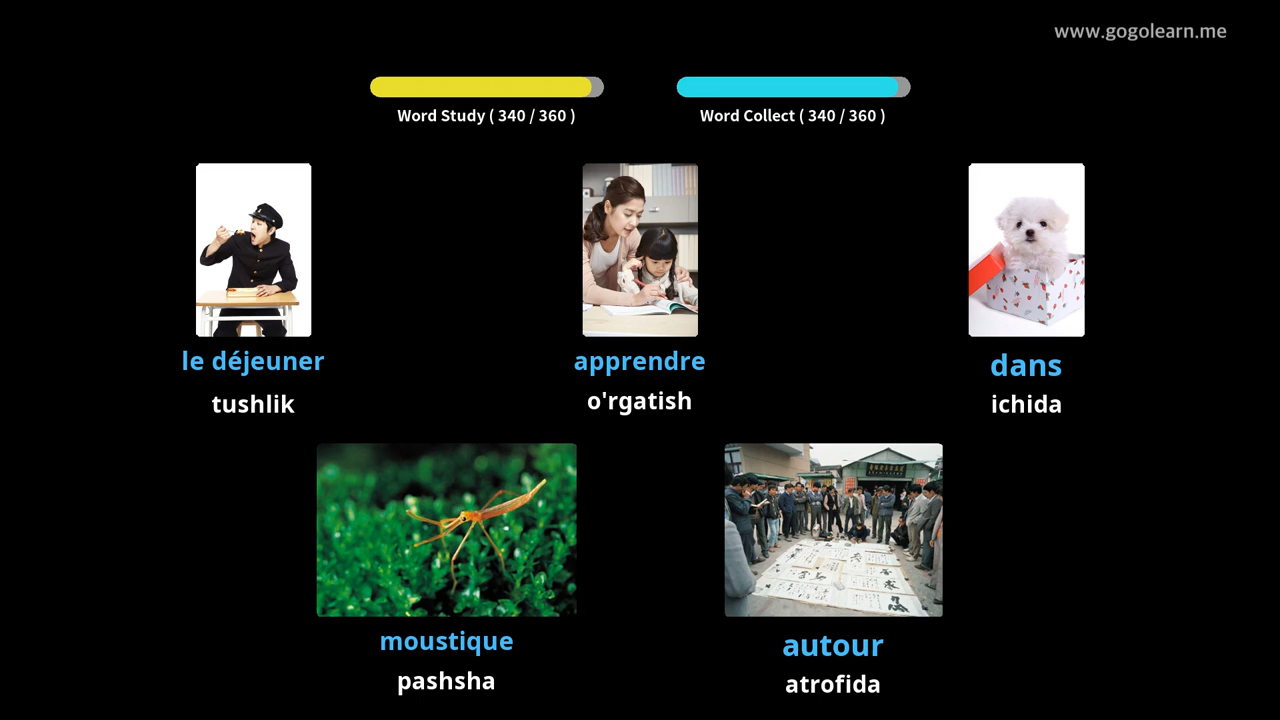 www.gogolearn.me
Word Study ( 340 / 360 )
Word Collect ( 340 / 360 )
le déjeuner
apprendre
dans
tushlik
o'rgatish
ichida
moustique
autour
pashsha
atrofida